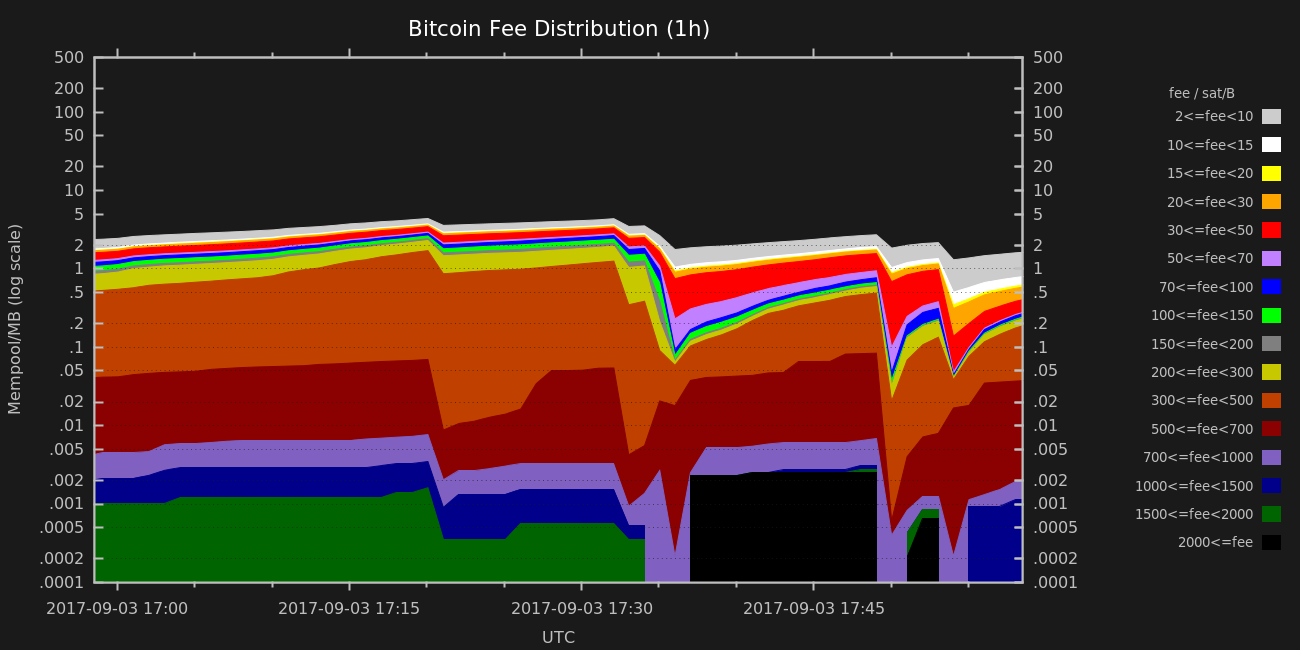 Bitcoin Fee Distribution (1h)
500 500
200 200
100 100
50 50
20 20
10 10
5 5
2 2
1 1
.5 .5
.2 .2
.1 .1
.05 .05
.02 .02
.01 .01
.005 .005
.002 .002
.001 .001
.0005 .0005
.0002 .0002
.0001 .0001
Mempool/MB (log scale)
2017-09-03 17:00 2017-09-03 17:15 2017-09-03 17:30 2017-09-03 17:45
UTC
fee / sat/B
2<=fee<10
10<=fee<15
15<=fee<20
20<=fee<30
30<=fee<50
50<=fee<70
70<=fee<100
100<=fee<150
150<=fee<200
200<=fee<300
300<=fee<500
500<=fee<700
700<=fee<1000
1000<=fee<1500
1500<=fee<2000
2000<=fee